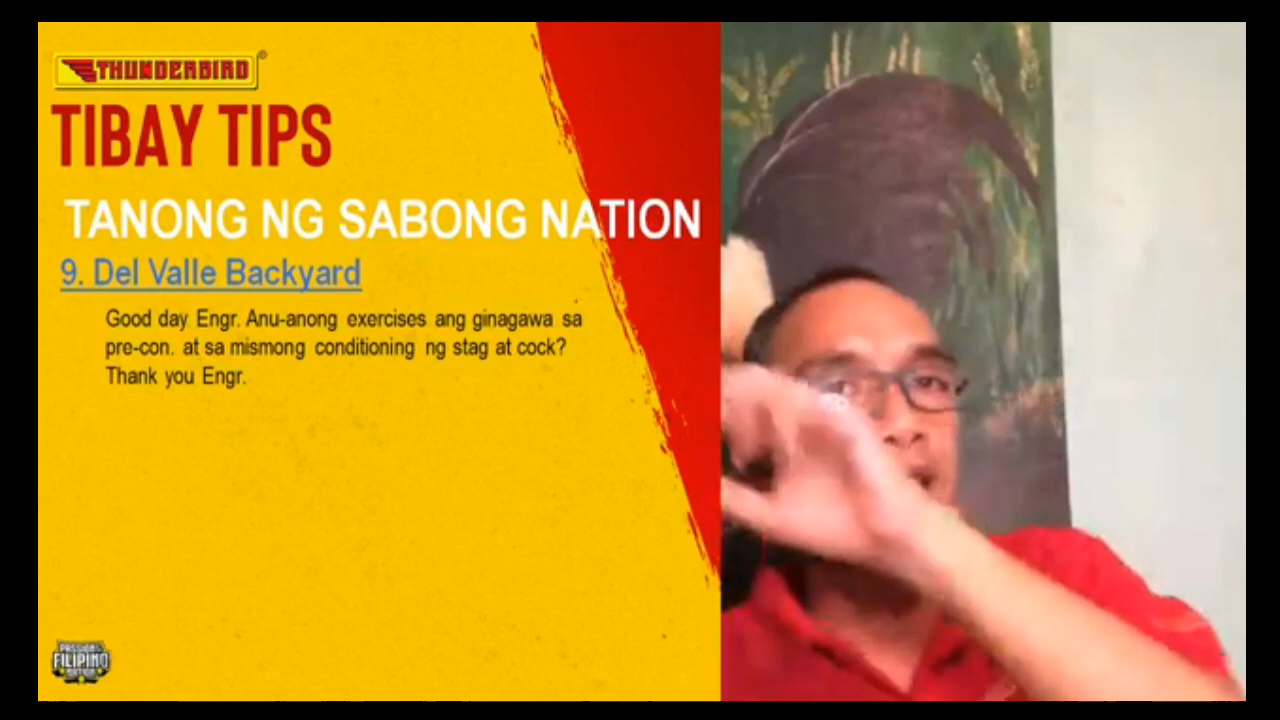 THUNDERBIRD®
TIBAY TIPS
TANONG NG SABONG NATION
9. Del Valle Backyard
Good day Engr. Anu-anong exercises ang ginagawa sa
pre-con. at sa mismong conditioning ng stag at cock?
Thank you Engr.
FILIPINO